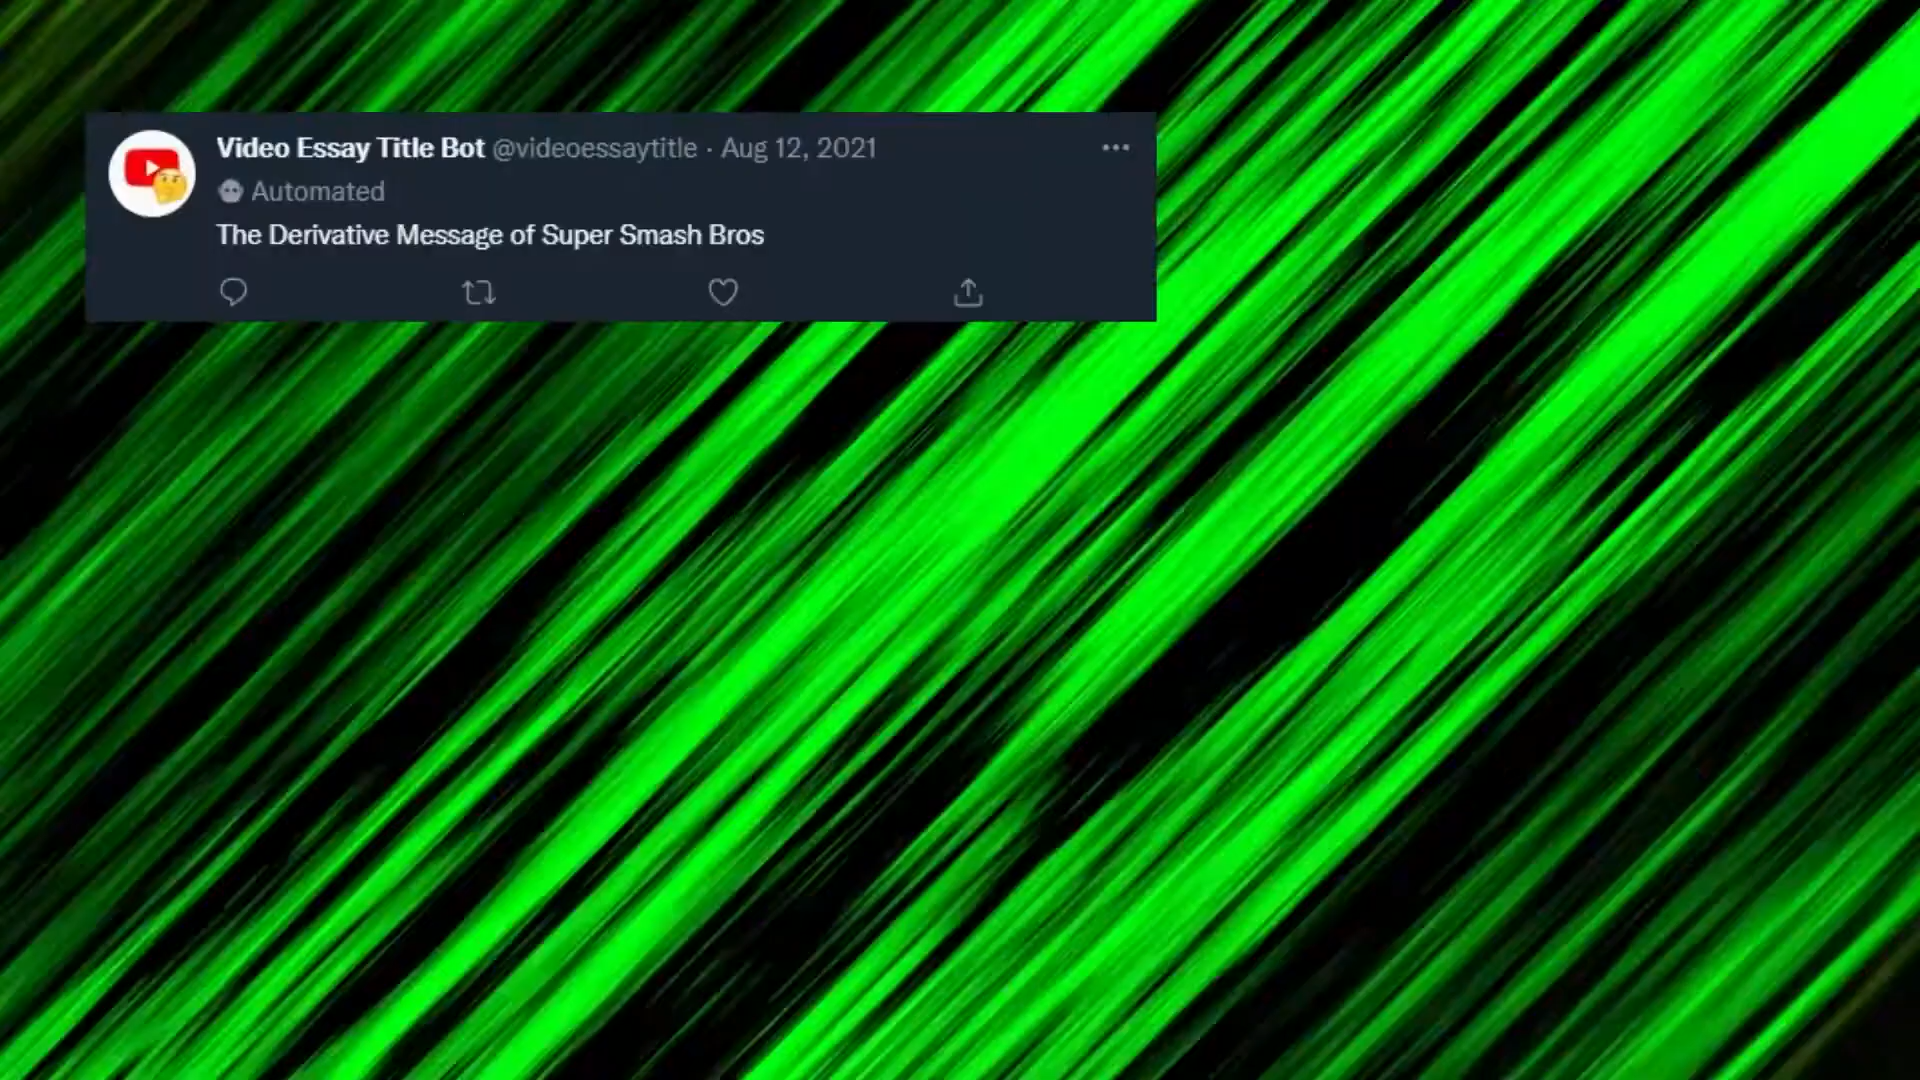 Video Essay Title Bot @videoessaytitle · Aug 12, 2021
Automated
The Derivative Message of Super Smash Bros